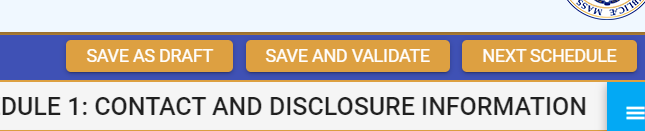 SAVE AS DRAFT SAVE AND VALIDATE NEXT SCHEDULE
DULE 1: CONTACT AND DISCLOSURE INFORMATION